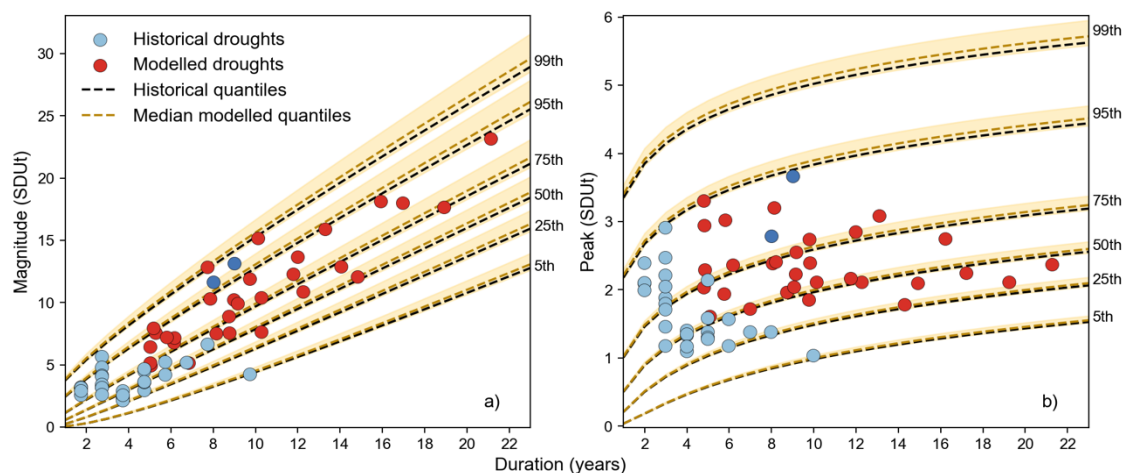 Historical droughts
Modelled droughts
Historical quantiles
Median modelled quantiles
Magnitude (SDUt)
30
25
20
15
10
5
0
99th
95th
75th
50th
25th
5th
a)
2 4 6 8 10 12 14 16 18 20 22
Peak (SDUt)
6
5
4
3
2
1
0
99th
95th
75th
50th
25th
5th
b)
2 4 6 8 10 12 14 16 18 20 22
Duration (years)